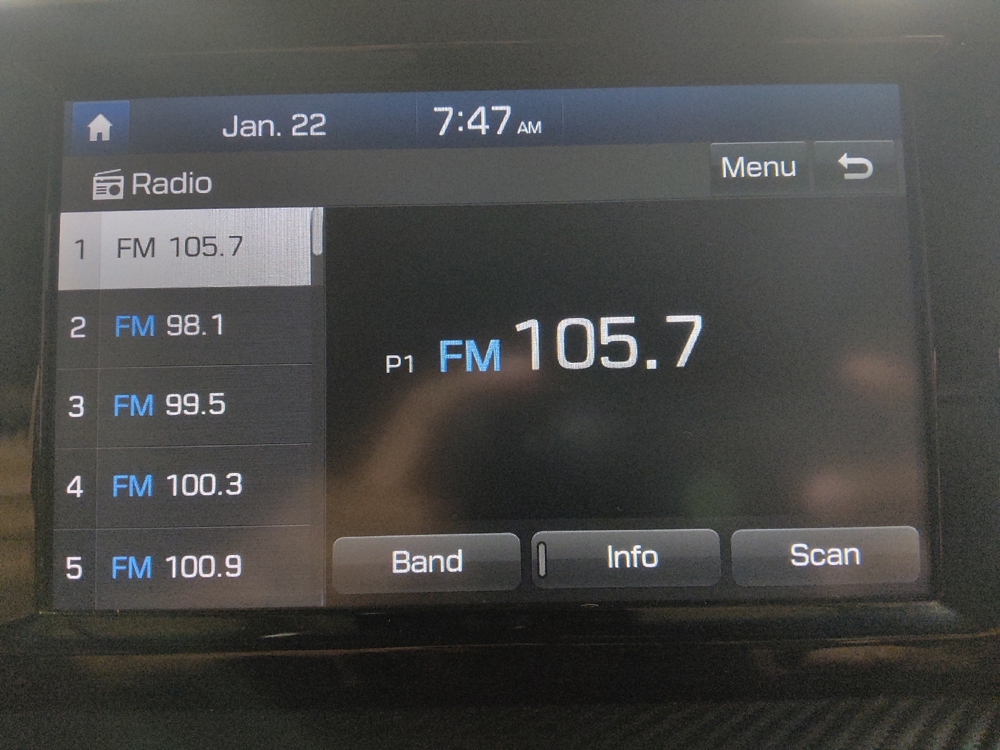 Jan. 22 7:47 AM
Radio Menu
1 FM 105.7
2 FM 98.1
3 FM 99.5
4 FM 100.3
5 FM 100.9
P1 FM 105.7
Band Info Scan